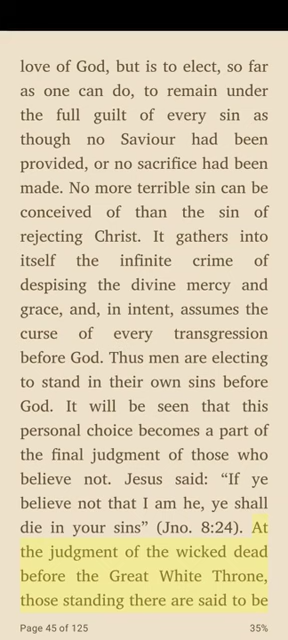 love of God, but is to elect, so far
as one can do, to remain under
the full guilt of every sin as
though no Saviour had been
provided, or no sacrifice had been
made. No more terrible sin can be
conceived of than the sin of
rejecting Christ. It gathers into
itself the infinite crime of
despising the divine mercy and
grace, and, in intent, assumes the
curse of every transgression
before God. Thus men are electing
to stand in their own sins before
God. It will be seen that this
personal choice becomes a part of
the final judgment of those who
believe not. Jesus said: “If ye
believe not that I am he, ye shall
die in your sins” (Jno. 8:24). At
the judgment of the wicked dead
before the Great White Throne,
those standing there are said to be
Page 45 of 125 35%